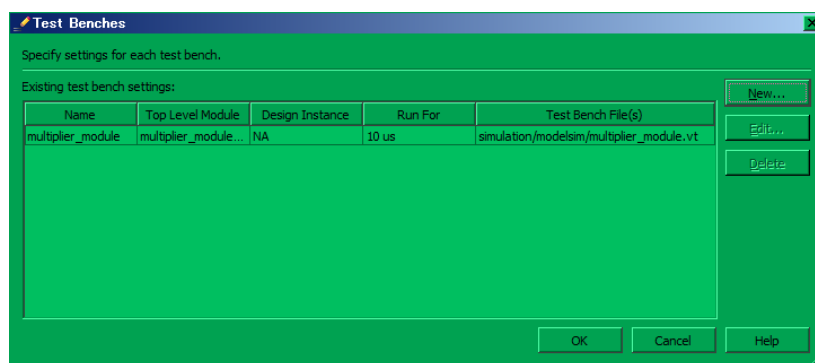 Test Benches
Specify settings for each test bench.
Existing test bench settings:
New...
Name Top Level Module Design Instance Run For Test Bench File(s)
multiplier_module multiplier_module... NA 10 us simulation/modelsim/multiplier_module.vt
Edit...
Delete
OK Cancel Help